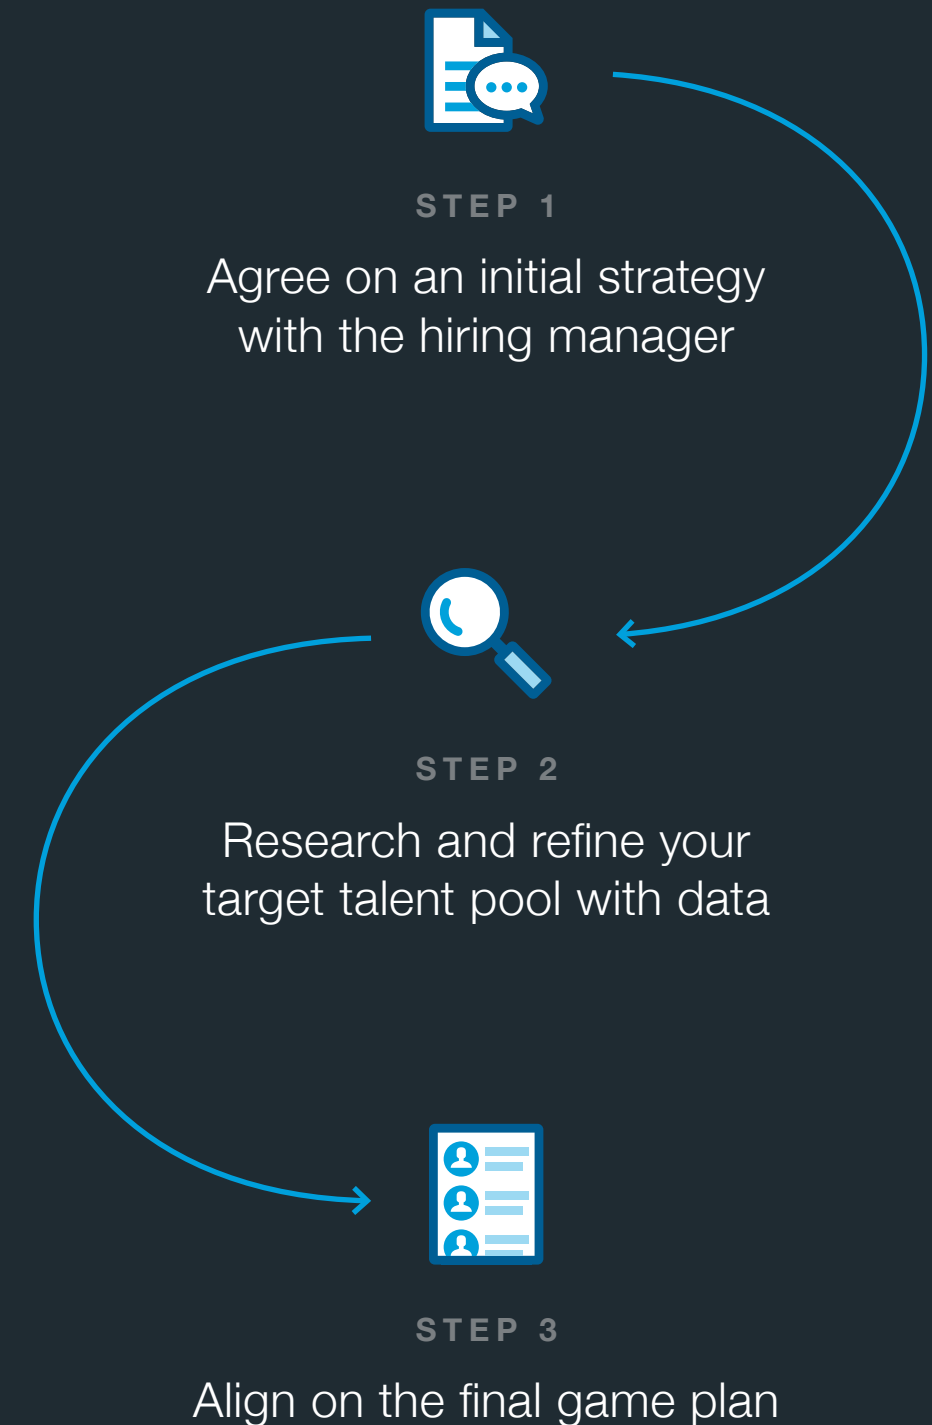 STEP 1
Agree on an initial strategy
with the hiring manager
STEP 2
Research and refine your
target talent pool with data
STEP 3
Align on the final game plan